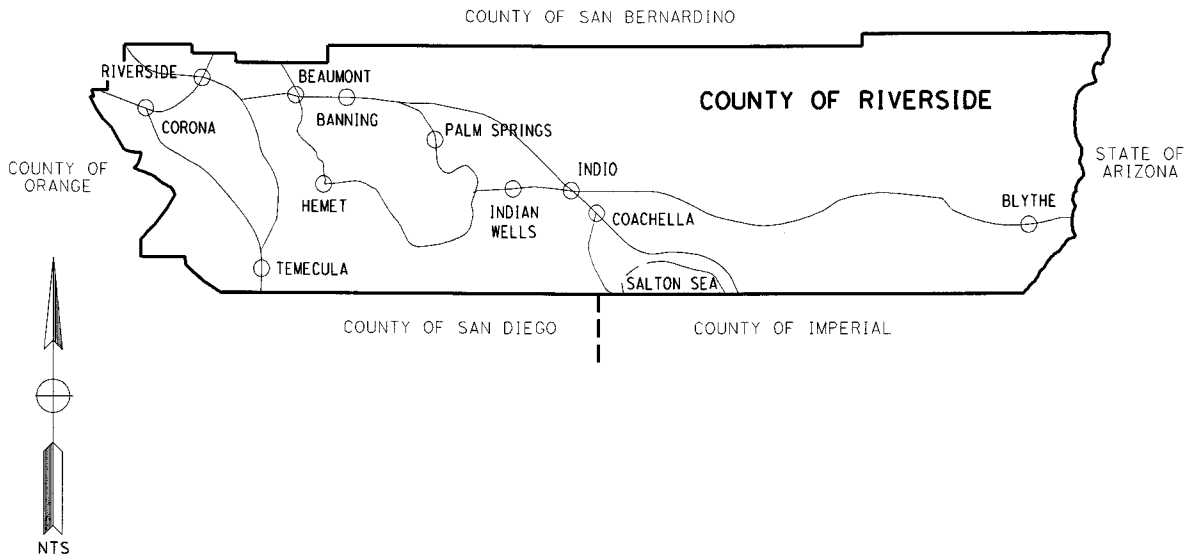 COUNTY OF SAN BERNARDINO
RIVERSIDE
BEAUMONT
COUNTY OF RIVERSIDE
BANNING
CORONA
PALM SPRINGS
COUNTY OF
ORANGE
STATE OF
ARIZONA
INDIO
HEMET
INDIAN
WELLS
COACHELLA
BLYTHE
TEMECULA
SALTON SEA
COUNTY OF SAN DIEGO
COUNTY OF IMPERIAL
NTS